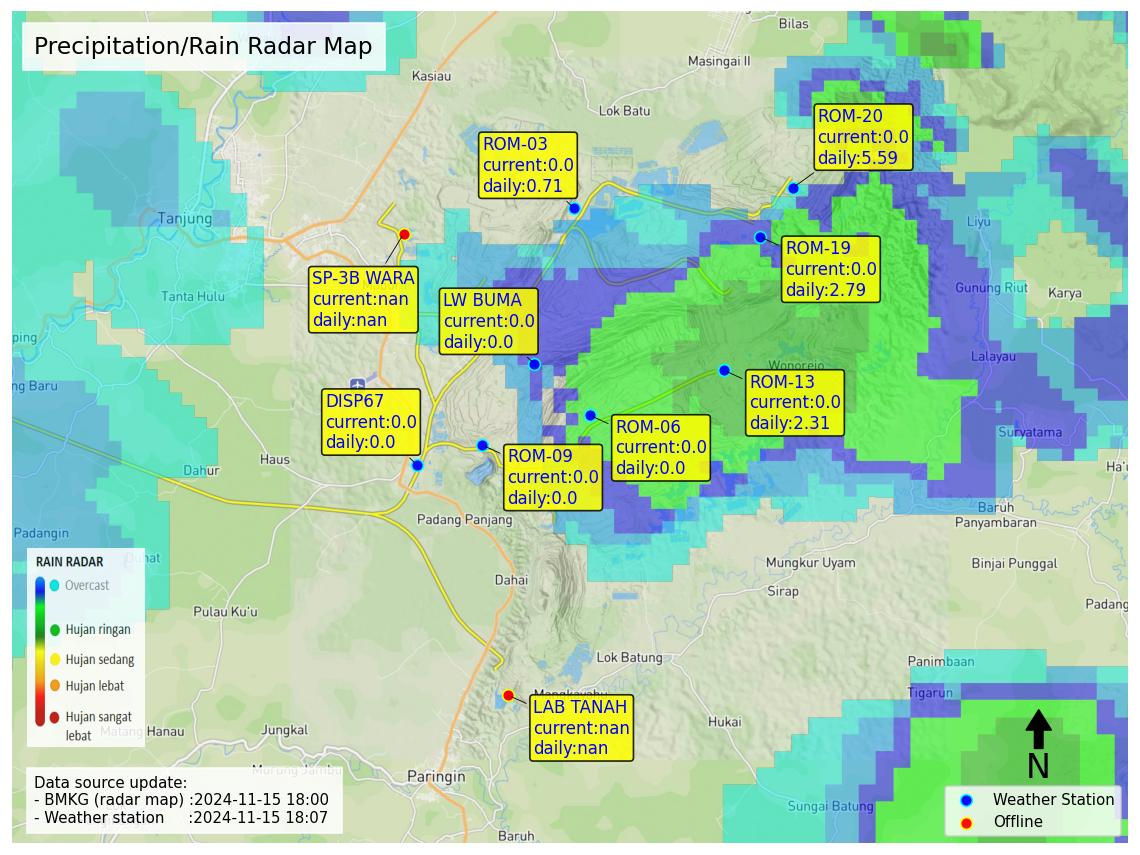 Precipitation/Rain Radar Map
Bilas
Masingai II
Kasiau
Lok Batu
ROM-20
current:0.0
daily:5.59
ROM-03
current:0.0
daily:0.71
Tanjung
Liyu
ROM-19
current:0.0
daily:2.79
SP-3B WARA
current:nan
daily:nan
Tanta Hulu
LW BUMA
current:0.0
daily:0.0
Gunung Riut
Karya
ping
Lalayau
Wonorejo
ng Baru
ROM-13
current:0.0
daily:2.31
DISP67
current:0.0
daily:0.0
ROM-06
current:0.0
daily:0.0
Suryatama
ROM-09
current:0.0
daily:0.0
Haus
Dahur
Ha'u
Baruh
Panyambaran
Padang Panjang
Padangin
Mungkur Uyam
Binjai Punggal
Dahai
Sirap
Padang
Pulau Ku'u
RAIN RADAR
Overcast
Hujan ringan
Hujan sedang
Hujan lebat
Hujan sangat
lebat
Lok Batung
Panimbaan
Tigarun
Mangkayahu
LAB TANAH
current:nan
daily:nan
Hukai
Matang Hanau
Jungkal
Murung Jambu
Paringin
N
Sungai Batung
Baruh
Data source update:
- BMKG (radar map) :2024-11-15 18:00
- Weather station :2024-11-15 18:07
Weather Station
Offline